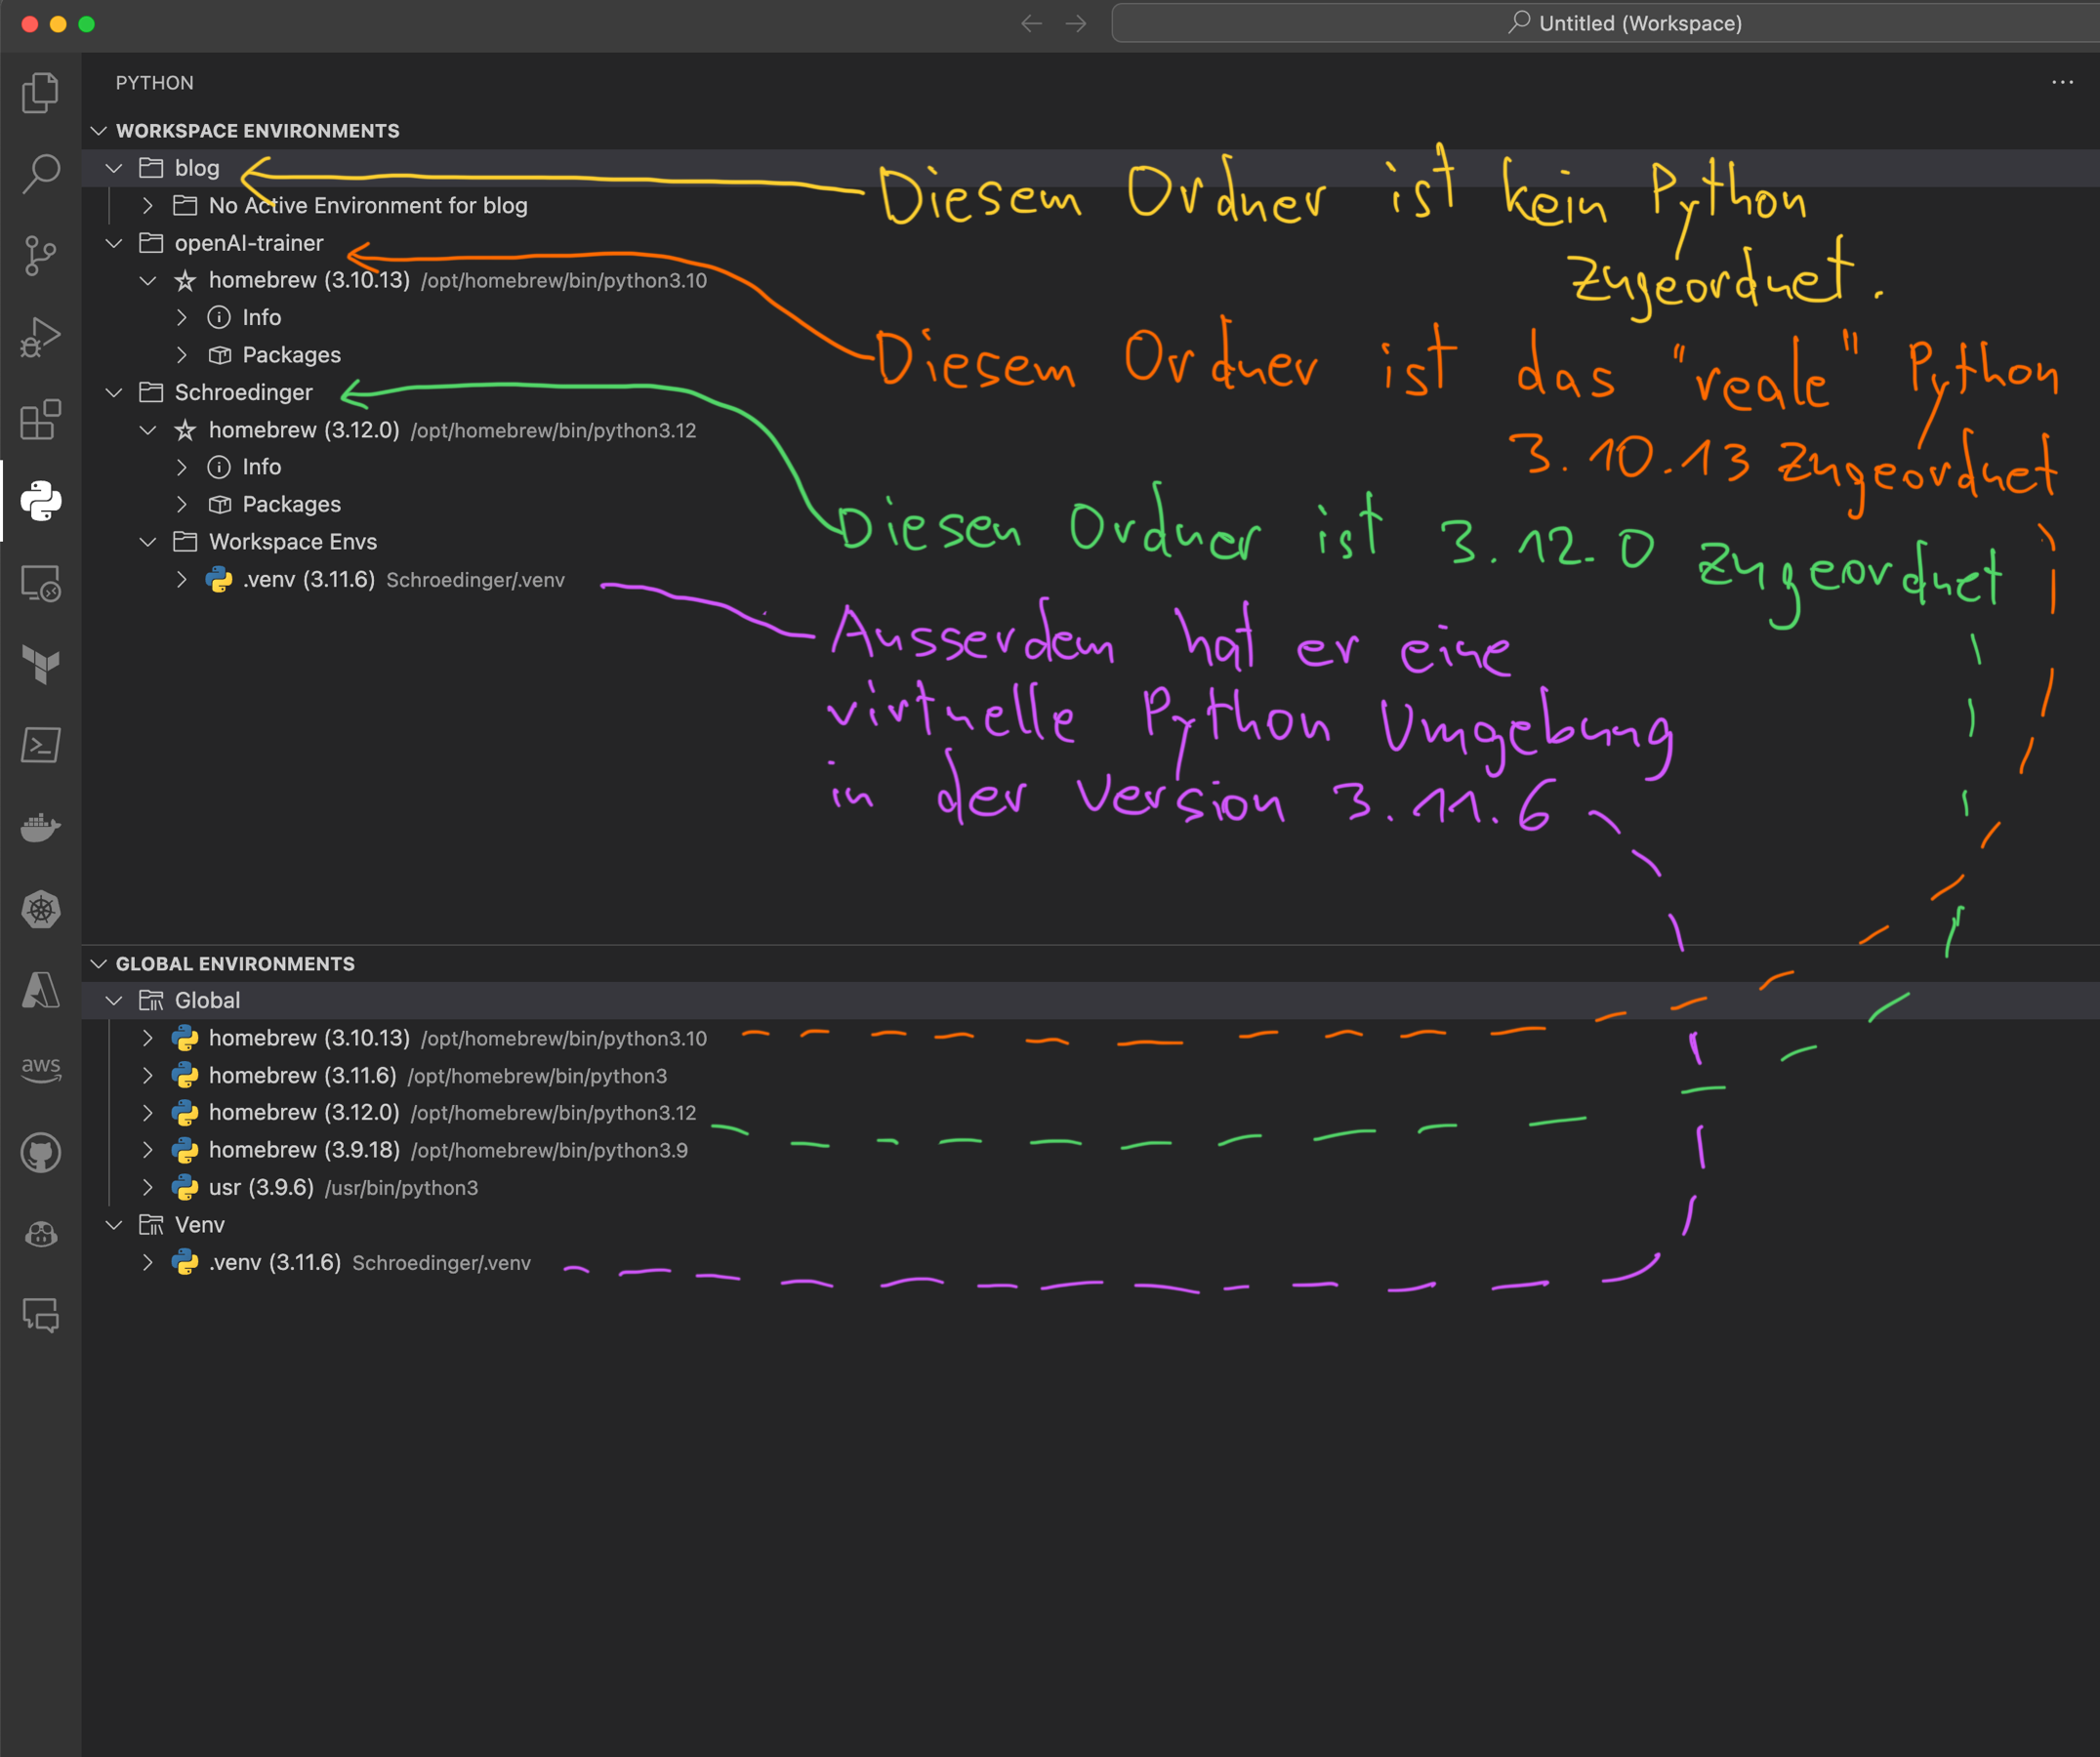 Untitled (Workspace)
PYTHON
WORKSPACE ENVIRONMENTS
blog
Diesem Ordner ist kein Python
zugeordnet.
No Active Environment for blog
openAI-trainer
homebrew (3.10.13) /opt/homebrew/bin/python3.10
Info
Packages
Diesem Ordner ist das "reale" Python
3.10.13 zugeordnet
Schroedinger
homebrew (3.12.0) /opt/homebrew/bin/python3.12
Info
Packages
Diesen Ordner ist 3.12.0 zugeordnet
Workspace Envs
.venv (3.11.6) Schroedinger/.venv
Ausserdem hat er eine
virtuelle Python Umgebung
in der Version 3.11.6
GLOBAL ENVIRONMENTS
Global
homebrew (3.10.13) /opt/homebrew/bin/python3.10
homebrew (3.11.6) /opt/homebrew/bin/python3
aws
homebrew (3.12.0) /opt/homebrew/bin/python3.12
homebrew (3.9.18) /opt/homebrew/bin/python3.9
usr (3.9.6) /usr/bin/python3
Venv
.venv (3.11.6) Schroedinger/.venv